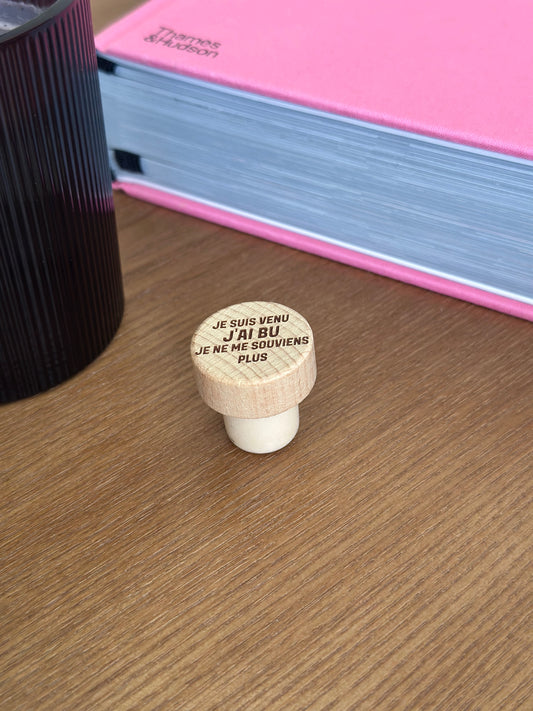 Thames
&Hudson
JE SUIS VENU
J'AI BU
JE NE ME SOUVIENS
PLUS